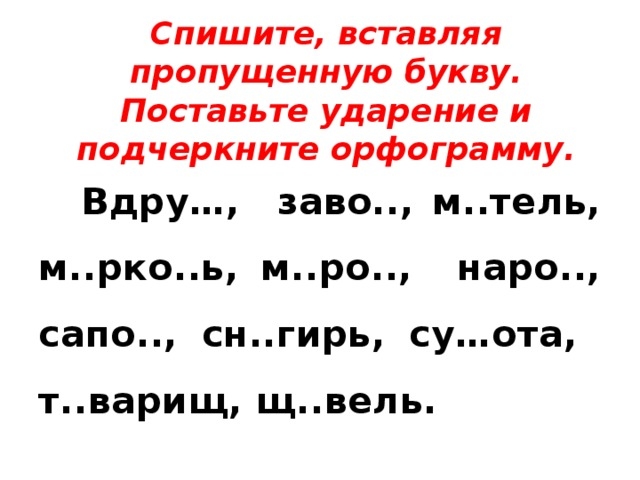 Спишите, вставляя
пропущенную букву.
Поставьте ударение и
подчеркните орфограмму.
Вдру…, заво.., м..тель,
м..рко..ь, м..ро.., наро..,
сапо.., сн..гирь, су…ота,
т..варищ, щ..вель.